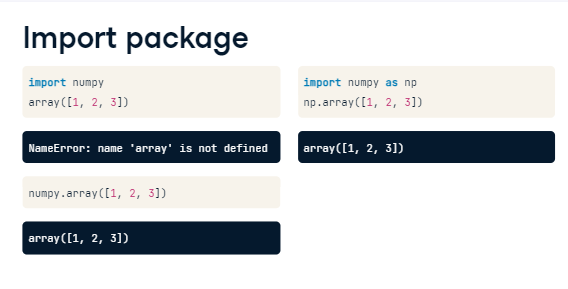 Import package
import numpy
array([1, 2, 3])
NameError: name 'array' is not defined
numpy.array([1, 2, 3])
array([1, 2, 3])
import numpy as np
np.array([1, 2, 3])
array([1, 2, 3])